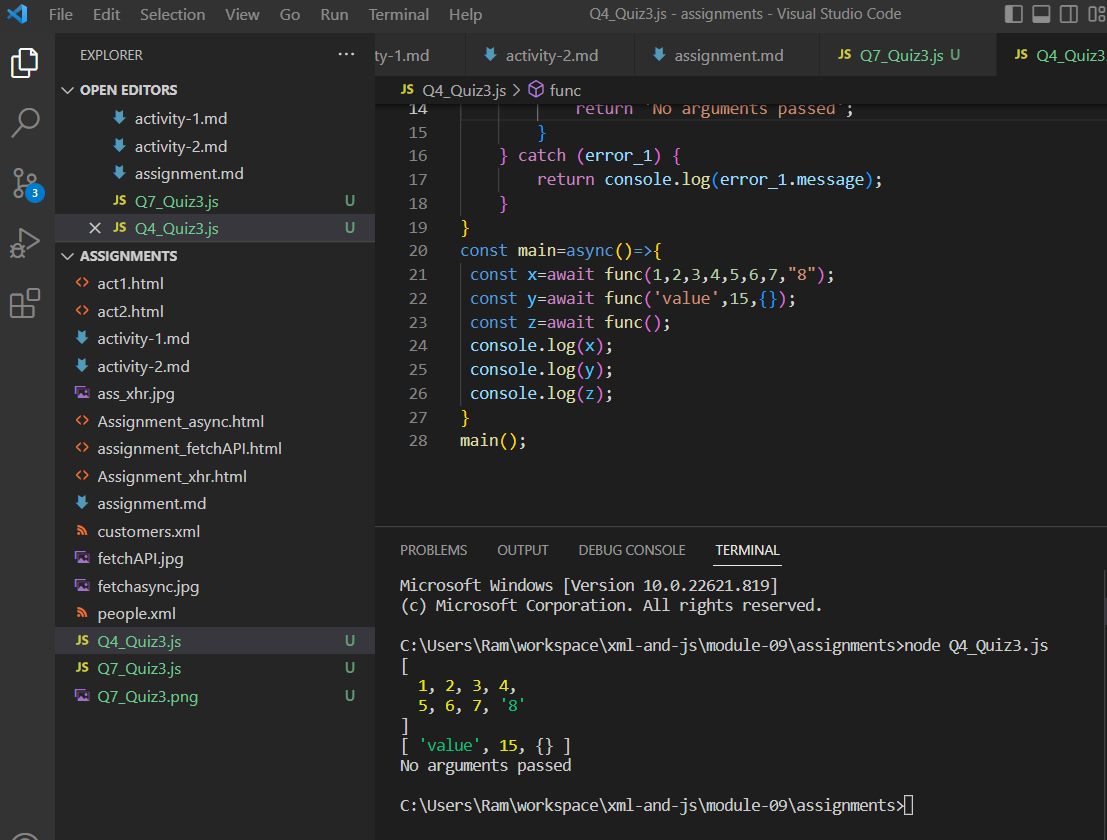 File Edit Selection View Go Run Terminal Help Q4_Quiz3.js - assignments - Visual Studio Code
EXPLORER ···
OPEN EDITORS
activity-1.md
activity-2.md
assignment.md
JS Q7_Quiz3.js U
JS Q4_Quiz3.js U
3
ASSIGNMENTS
act1.html
act2.html
activity-1.md
activity-2.md
ass_xhr.jpg
Assignment_async.html
assignment_fetchAPI.html
Assignment_xhr.html
assignment.md
customers.xml
fetchAPI.jpg
fetchasync.jpg
people.xml
JS Q4_Quiz3.js U
JS Q7_Quiz3.js U
Q7_Quiz3.png U
ty-1.md activity-2.md assignment.md JS Q7_Quiz3.js U JS Q4_Quiz3.
JS Q4_Quiz3.js > func
14 return 'No arguments passed';
15 }
16 } catch (error_1) {
17 return console.log(error_1.message);
18 }
19 }
20 const main=async()=>{
21 const x=await func(1,2,3,4,5,6,7,"8");
22 const y=await func('value',15,{});
23 const z=await func();
24 console.log(x);
25 console.log(y);
26 console.log(z);
27 }
28 main();
PROBLEMS OUTPUT DEBUG CONSOLE TERMINAL
Microsoft Windows [Version 10.0.22621.819]
(c) Microsoft Corporation. All rights reserved.
C:\Users\Ram\workspace\xml-and-js\module-09\assignments>node Q4_Quiz3.js
[
1, 2, 3, 4,
5, 6, 7, '8'
]
[ 'value', 15, {} ]
No arguments passed
C:\Users\Ram\workspace\xml-and-js\module-09\assignments>